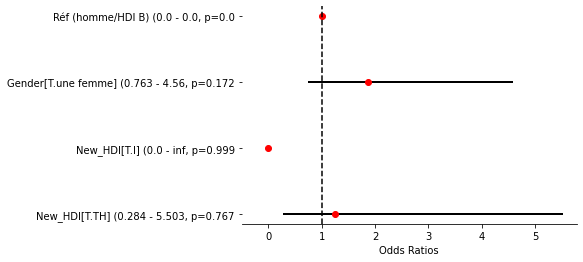 Réf (homme/HDI B) (0.0 - 0.0, p=0.0
Gender[T.une femme] (0.763 - 4.56, p=0.172
New_HDI[T.I] (0.0 - inf, p=0.999
New_HDI[T.TH] (0.284 - 5.503, p=0.767
0 1 2 3 4 5
Odds Ratios